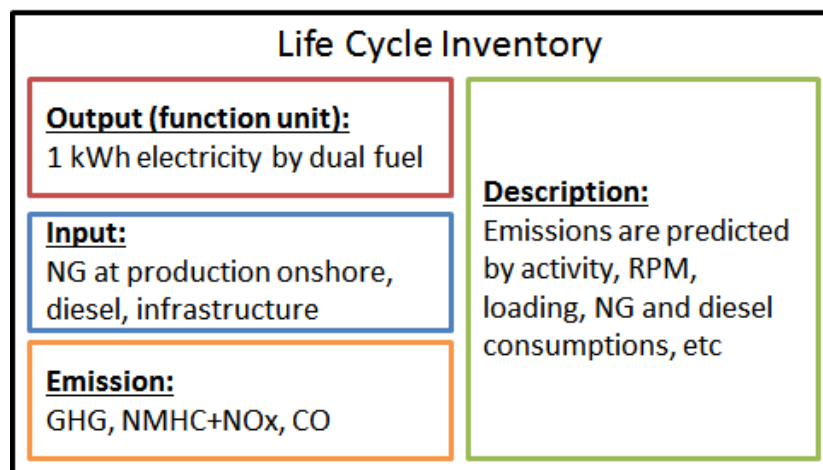 Life Cycle Inventory
Output (function unit):
1 kWh electricity by dual fuel
Input:
NG at production onshore,
diesel, infrastructure
Emission:
GHG, NMHC+NOx, CO
Description:
Emissions are predicted
by activity, RPM,
loading, NG and diesel
consumptions, etc